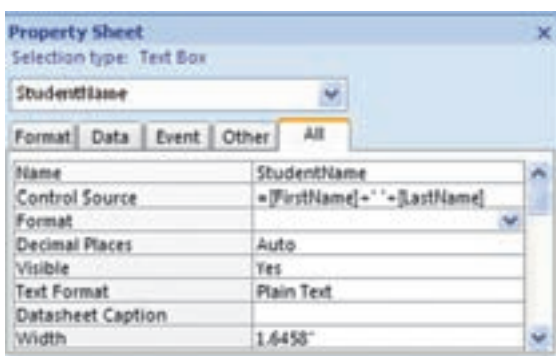 Property Sheet
Selection type: Text Box
StudentName
Format Data Event Other All
Name StudentName
Control Source =[FirstName]+' '+[LastName]
Format
Decimal Places Auto
Visible Yes
Text Format Plain Text
Datasheet Caption
Width 1.6458"